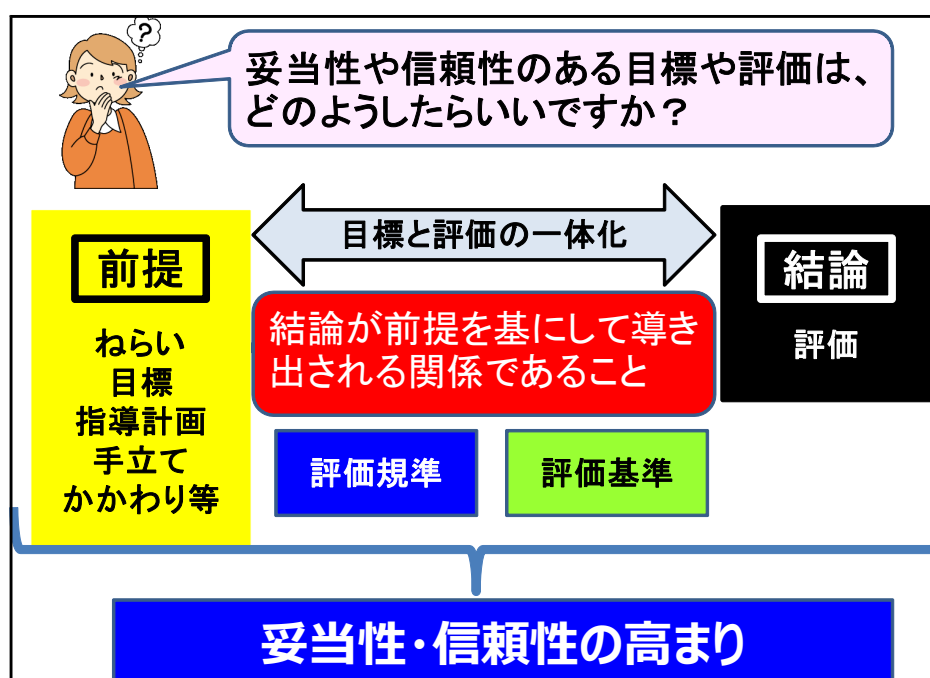 ?
妥当性や信頼性のある目標や評価は、
どのようしたらいいですか？
目標と評価の一体化
前提
ねらい
目標
指導計画
手立て
かかわり等
結論が前提を基にして導き
出される関係であること
評価規準
評価基準
結論
評価
妥当性・信頼性の高まり